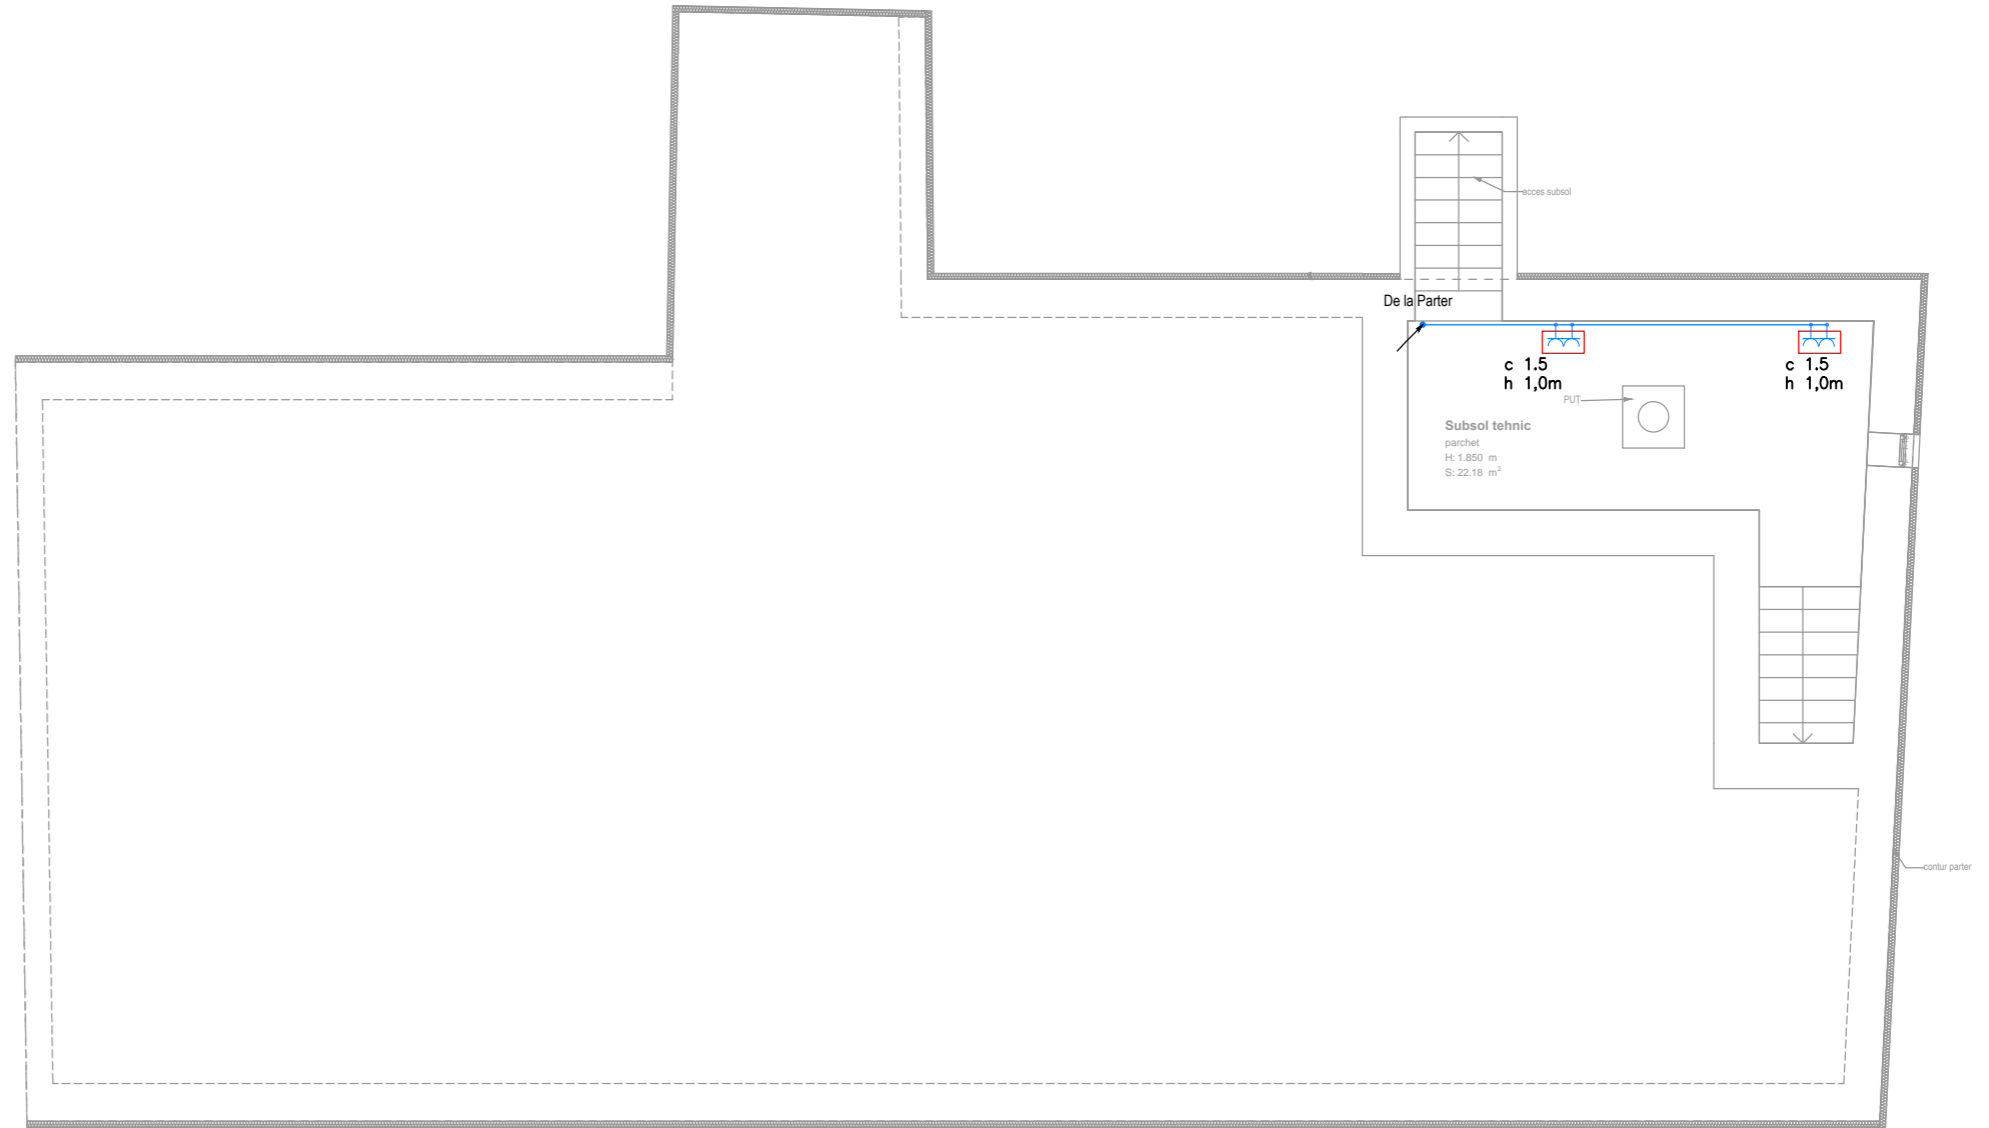 acces subsol
De la Parter
c 1.5
h 1,0m
c 1.5
h 1,0m
PUȚ
Subsol tehnic
parchet
H: 1.850 m
S: 22.18 m²
contur parter